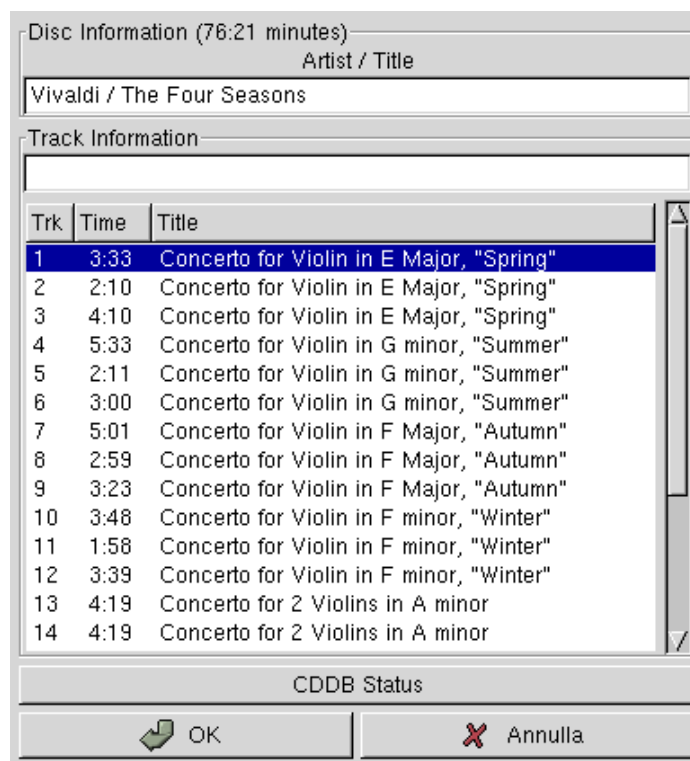 Disc Information (76:21 minutes)
Artist / Title
Vivaldi / The Four Seasons
Track Information
Trk Time Title
1 3:33 Concerto for Violin in E Major, "Spring"
2 2:10 Concerto for Violin in E Major, "Spring"
3 4:10 Concerto for Violin in E Major, "Spring"
4 5:33 Concerto for Violin in G minor, "Summer"
5 2:11 Concerto for Violin in G minor, "Summer"
6 3:00 Concerto for Violin in G minor, "Summer"
7 5:01 Concerto for Violin in F Major, "Autumn"
8 2:59 Concerto for Violin in F Major, "Autumn"
9 3:23 Concerto for Violin in F Major, "Autumn"
10 3:48 Concerto for Violin in F minor, "Winter"
11 1:58 Concerto for Violin in F minor, "Winter"
12 3:39 Concerto for Violin in F minor, "Winter"
13 4:19 Concerto for 2 Violins in A minor
14 4:19 Concerto for 2 Violins in A minor
CDDB Status
OK Annulla